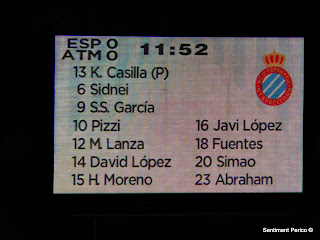 ESP 0 11:52
ATM 0
13 K. Casilla (P)
6 Sidnei
9 S.S. García
10 Pizzi 16 Javi López
12 M. Lanza 18 Fuentes
14 David López 20 Simao
15 H. Moreno 23 Abraham
Sentiment Perico ©